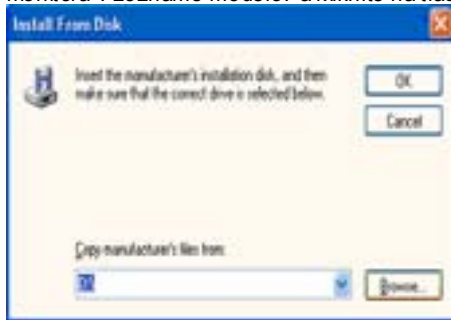 Install From Disk
Insert the manufacturer's installation disk, and then
make sure that the correct drive is selected below.
OK
Cancel
Copy manufacturer's files from:
Browse...